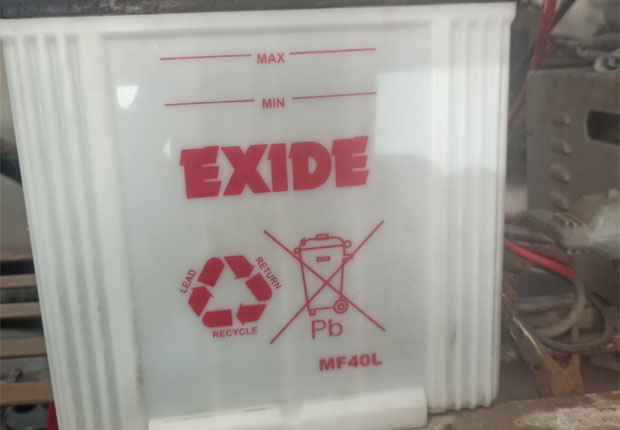 MAX
MIN
EXIDE
LEAD
RETURN
RECYCLE
Pb
MF40L